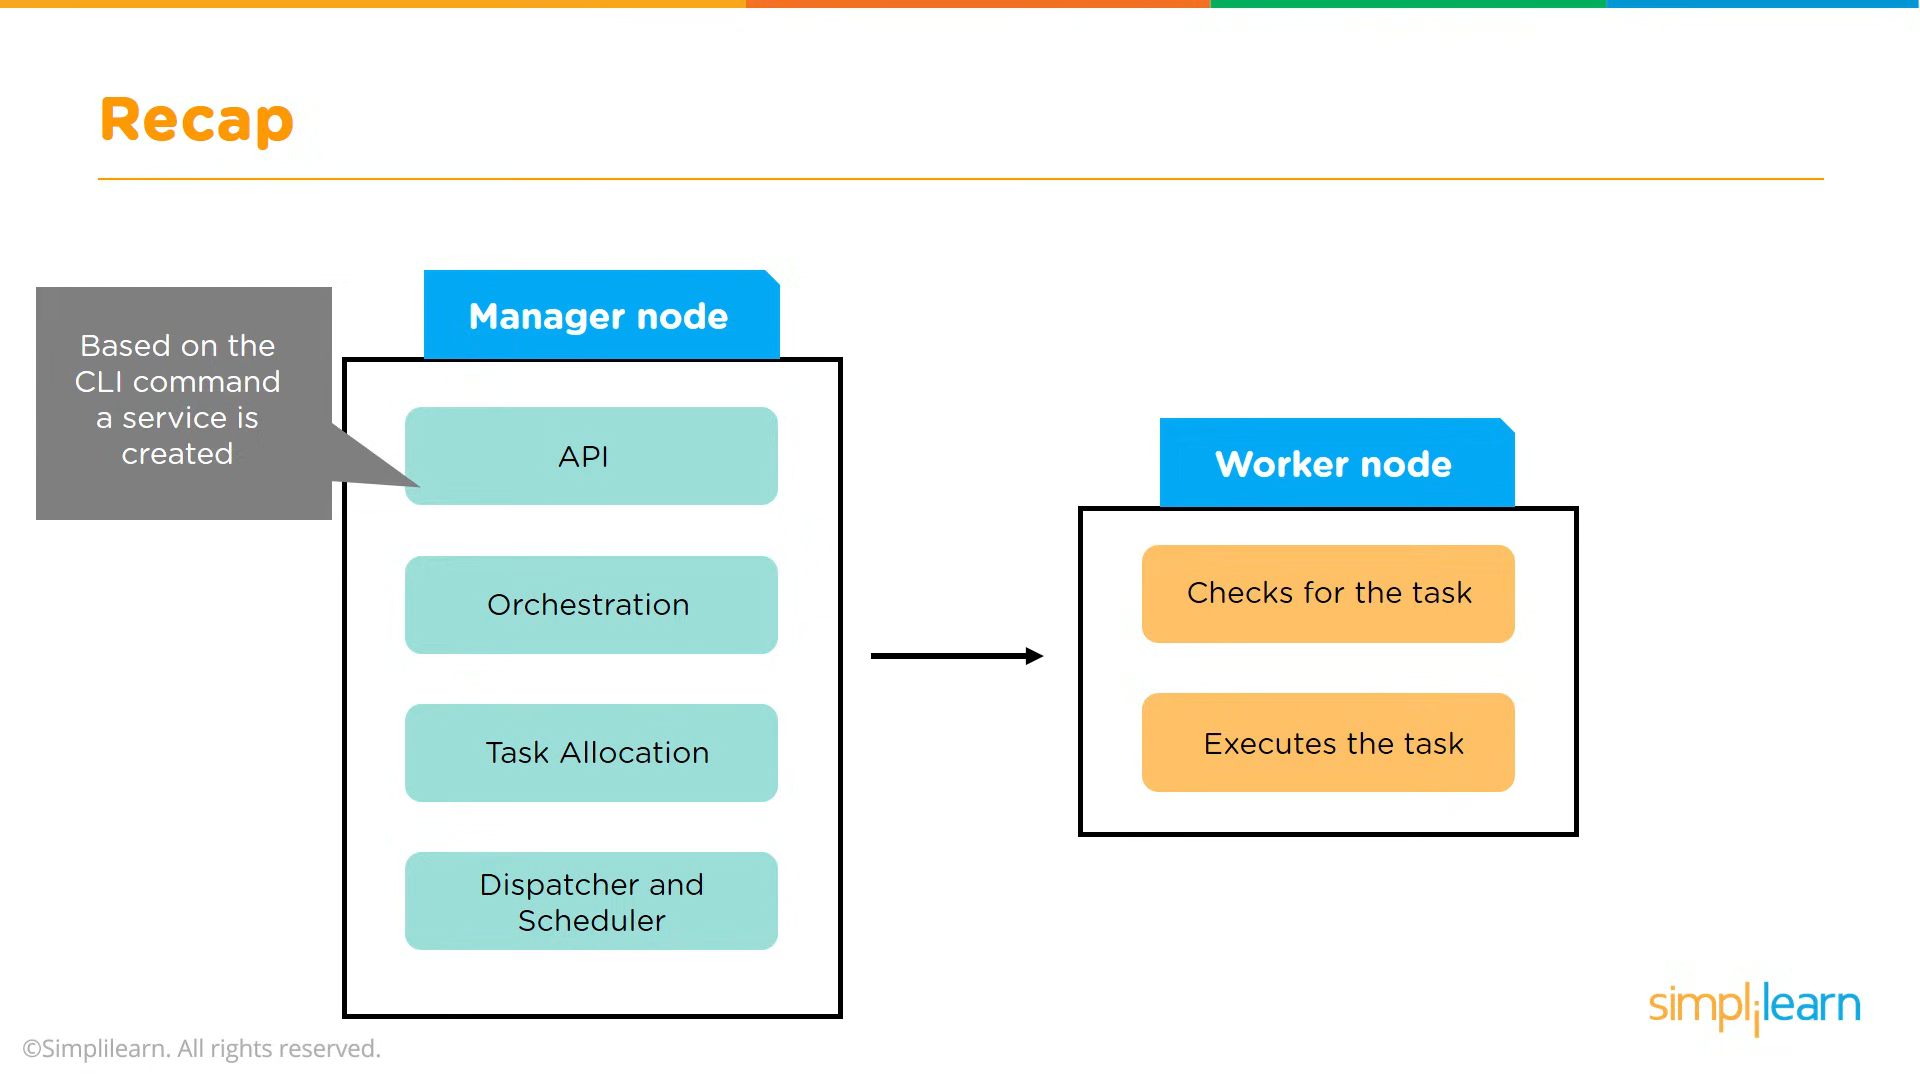 Recap
Based on the
CLI command
a service is
created
Manager node
API
Orchestration
Task Allocation
Dispatcher and
Scheduler
Worker node
Checks for the task
Executes the task
simplilearn
©Simplilearn. All rights reserved.